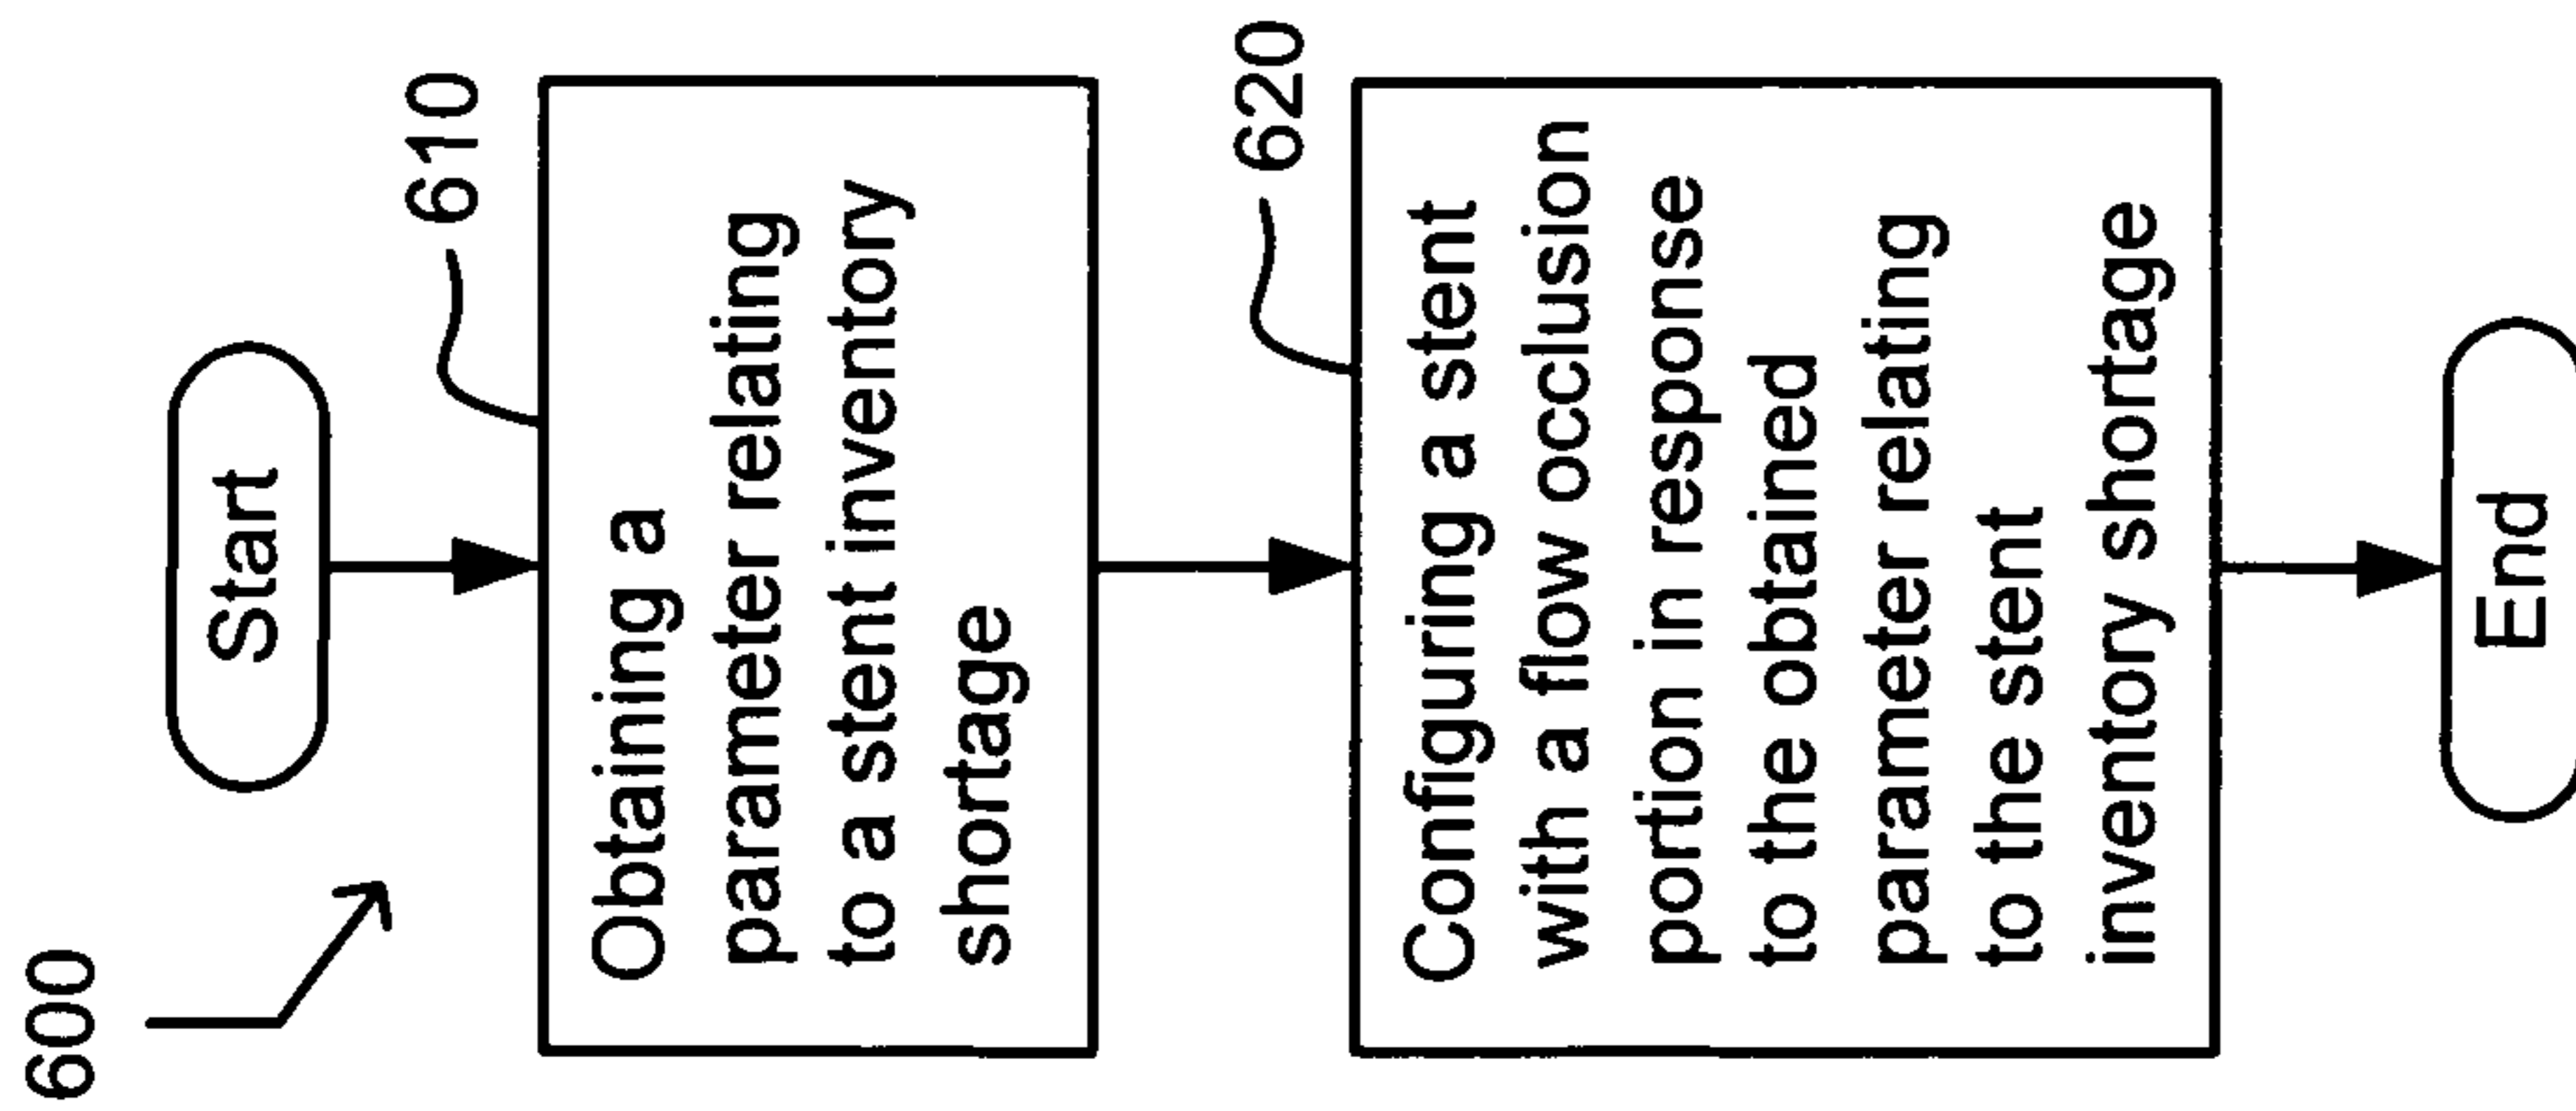 600
Start
610
Obtaining a
parameter relating
to a stent inventory
shortage
620
Configuring a stent
with a flow occlusion
portion in response
to the obtained
parameter relating
to the stent
inventory shortage
End